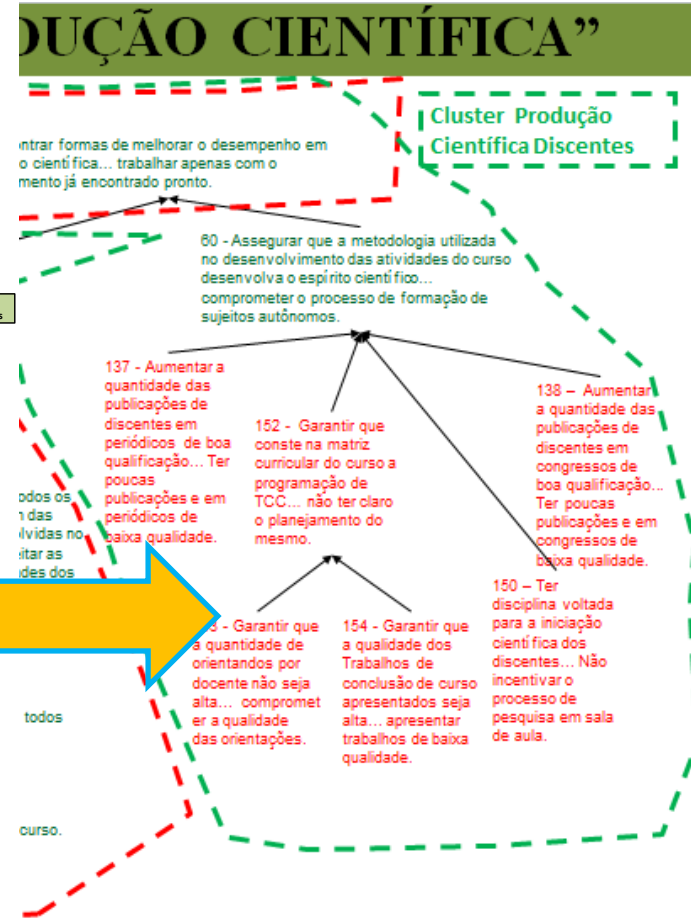 DUÇÃO CIENTÍFICA”
Cluster Produção
Científica Discentes
ntrar formas de melhorar o desempenho em
o científica... trabalhar apenas com o
mento já encontrado pronto.
60 - Assegurar que a metodologia utilizada
no desenvolvimento das atividades do curso
desenvolva o espírito científico...
comprometer o processo de formação de
sujeitos autônomos.
s
137 - Aumentar a
quantidade das
publicações de
discentes em
periódicos de boa
qualificação... Ter
poucas
publicações e em
periódicos de
baixa qualidade.
152 - Garantir que
conste na matriz
curricular do curso a
programação de
TCC... não ter claro
o planejamento do
mesmo.
138 – Aumentar
a quantidade das
publicações de
discentes em
congressos de
boa qualificação...
Ter poucas
publicações e em
congressos de
baixa qualidade.
odos os
das
lvidas no
eitar as
des dos
3 - Garantir que
a quantidade de
orientandos por
docente não seja
alta... compromet
er a qualidade
das orientações.
154 - Garantir que
a qualidade dos
Trabalhos de
conclusão de curso
apresentados seja
alta... apresentar
trabalhos de baixa
qualidade.
150 – Ter
disciplina voltada
para a iniciação
científica dos
discentes... Não
incentivar o
processo de
pesquisa em sala
de aula.
todos
curso.